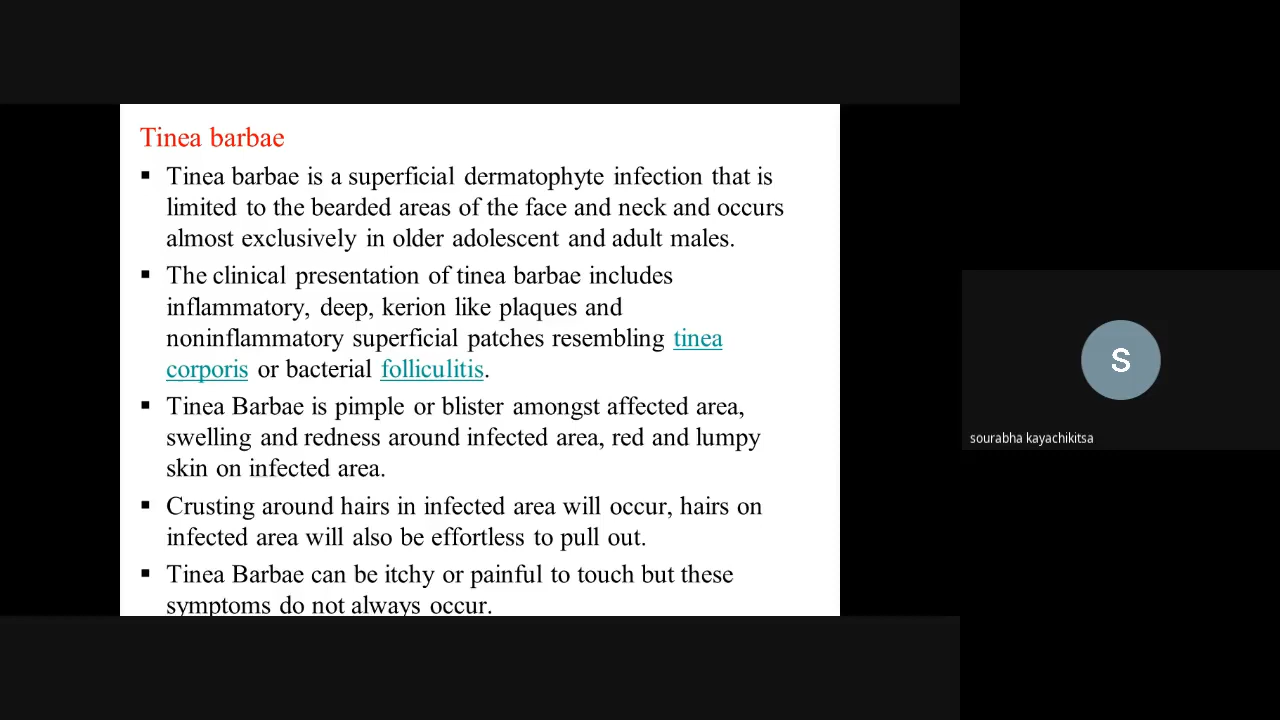 Tinea barbae
▪ Tinea barbae is a superficial dermatophyte infection that is
limited to the bearded areas of the face and neck and occurs
almost exclusively in older adolescent and adult males.
▪ The clinical presentation of tinea barbae includes
inflammatory, deep, kerion like plaques and
noninflammatory superficial patches resembling tinea
corporis or bacterial folliculitis.
▪ Tinea Barbae is pimple or blister amongst affected area,
swelling and redness around infected area, red and lumpy
skin on infected area.
▪ Crusting around hairs in infected area will occur, hairs on
infected area will also be effortless to pull out.
▪ Tinea Barbae can be itchy or painful to touch but these
symptoms do not always occur.
S
sourabha kayachikitsa